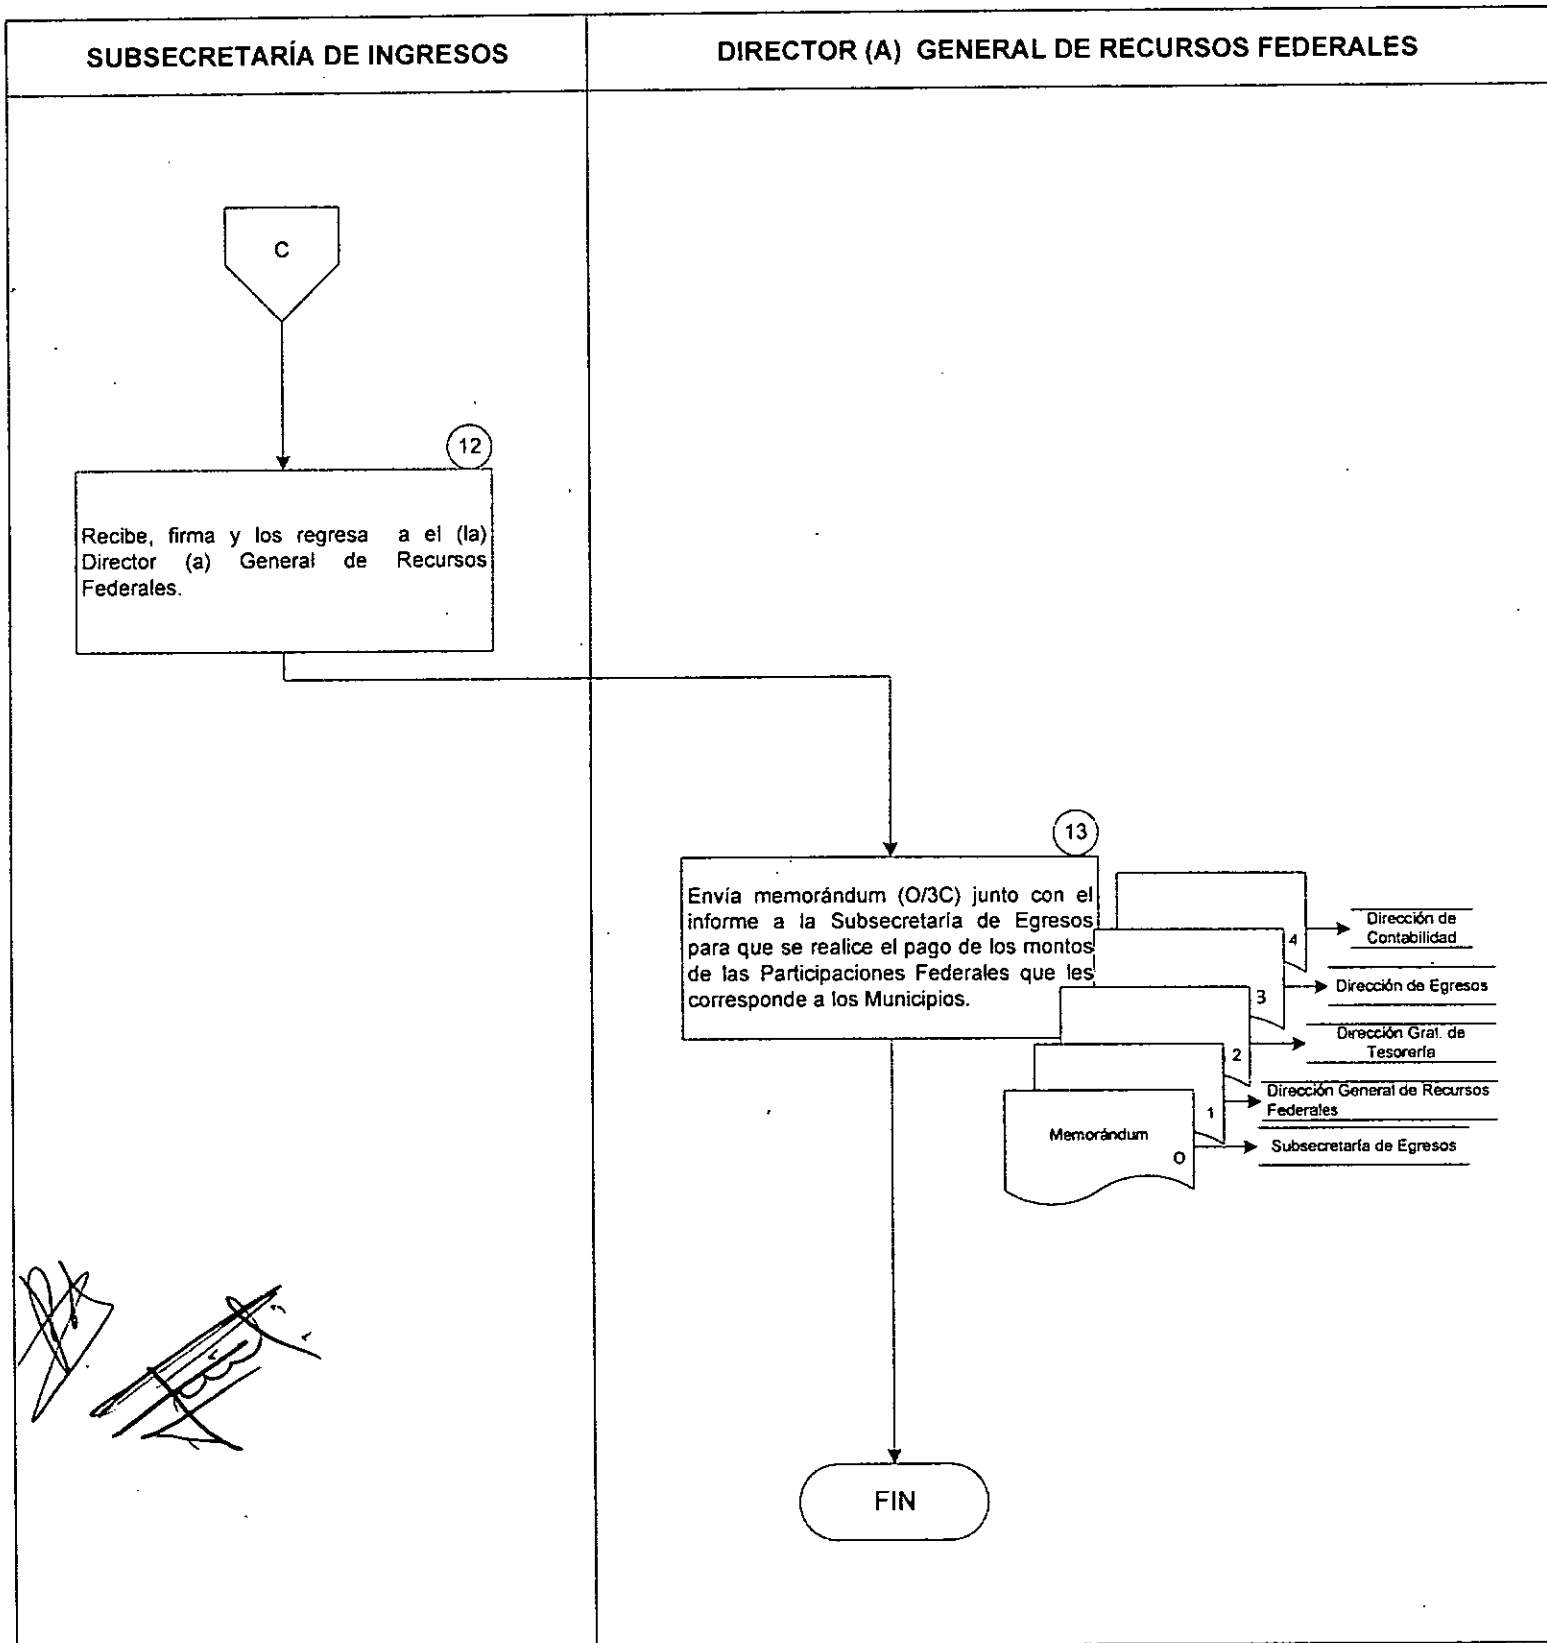 SUBSECRETARÍA DE INGRESOS
DIRECTOR (A) GENERAL DE RECURSOS FEDERALES
C
12
Recibe, firma y los regresa a el (la)
Director (a) General de Recursos
Federales.
13
Envía memorándum (O/3C) junto con el
informe a la Subsecretaría de Egresos
para que se realice el pago de los montos
de las Participaciones Federales que les
corresponde a los Municipios.
4
Dirección de
Contabilidad
3
Dirección de Egresos
2
Dirección Gral. de
Tesorería
1
Dirección General de Recursos
Federales
Memorándum
O
Subsecretaría de Egresos
FIN